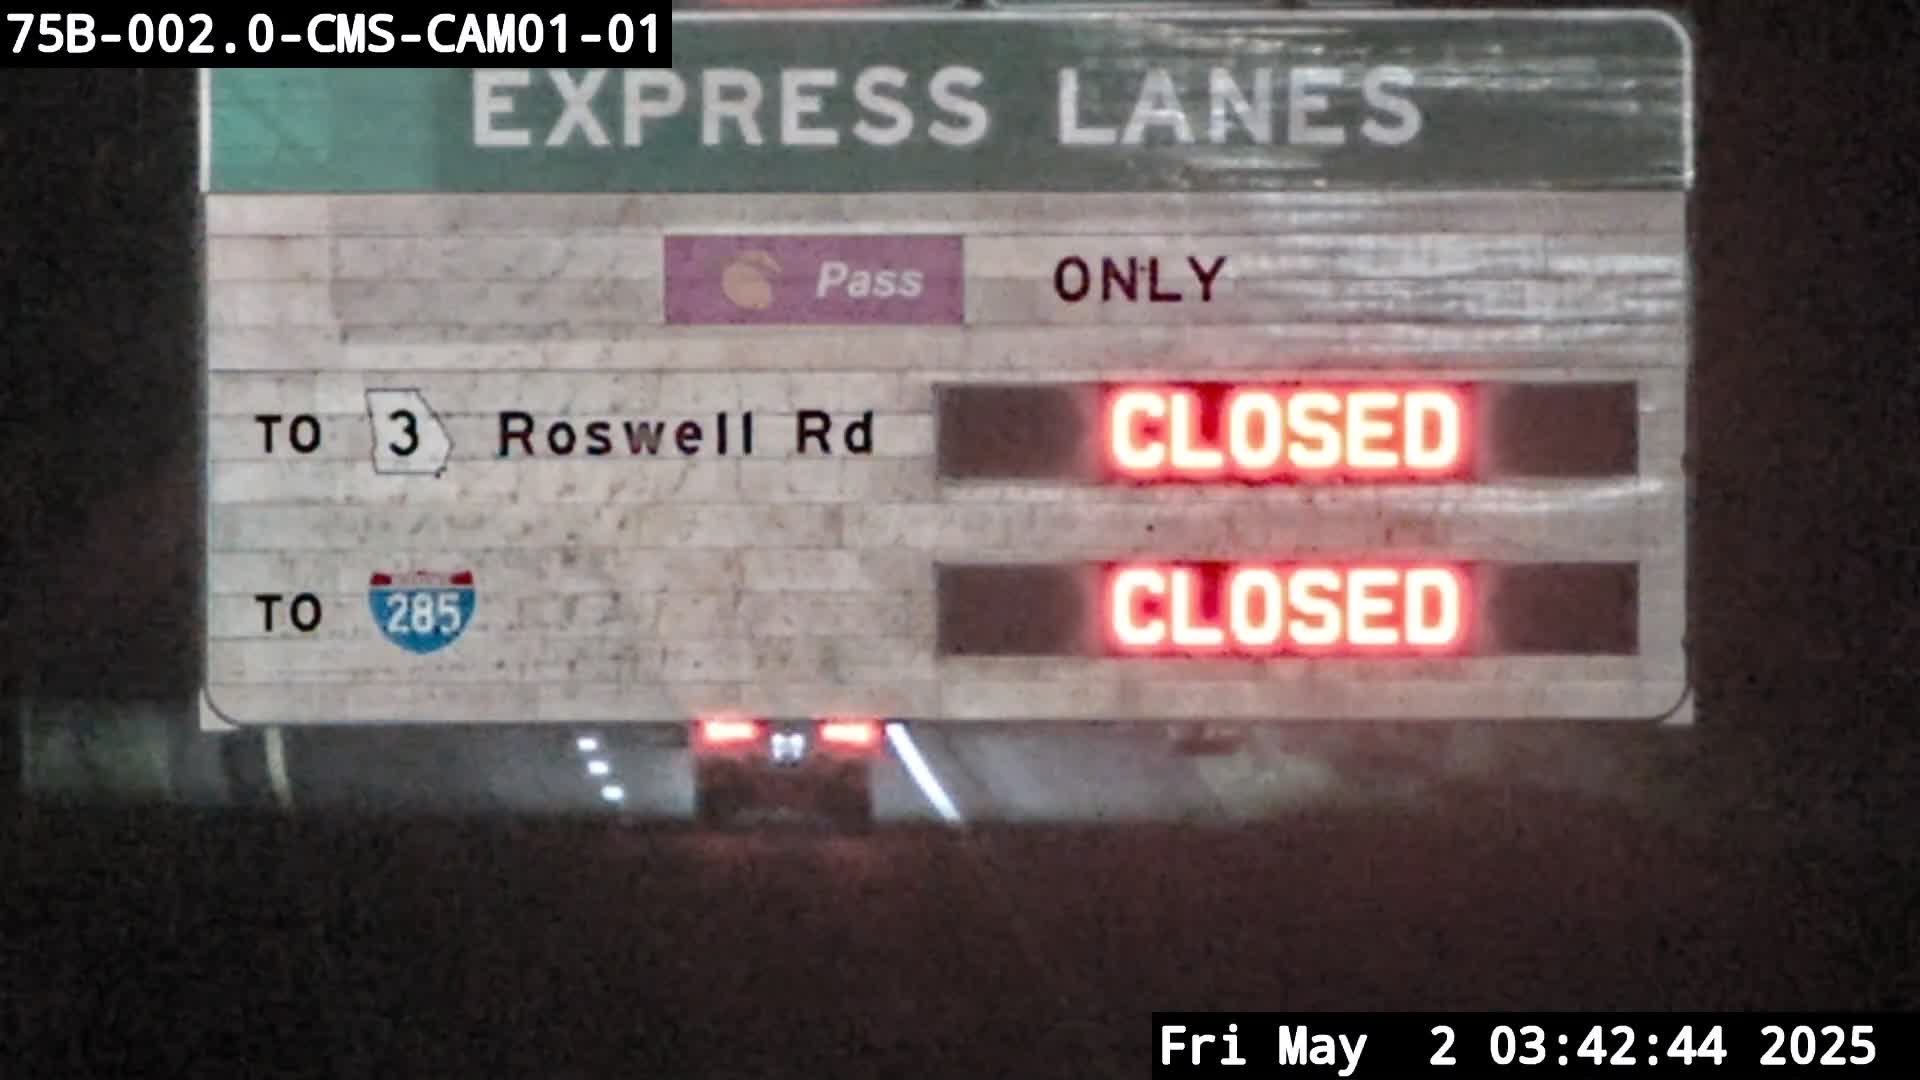 75B-002.0-CMS-CAM01-01
EXPRESS LANES
Pass ONLY
TO 3 Roswell Rd CLOSED
TO 285 CLOSED
Fri May 2 03:42:44 2025